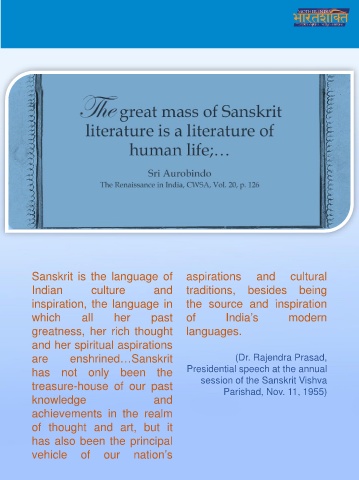 भारतशक्ति
The great mass of Sanskrit
literature is a literature of
human life;…
Sri Aurobindo
The Renaissance in India, CWSA, Vol. 20, p. 126
Sanskrit is the language of
Indian culture and
inspiration, the language in
which all her past
greatness, her rich thought
and her spiritual aspirations
are enshrined…Sanskrit
has not only been the
treasure-house of our past
knowledge and
achievements in the realm
of thought and art, but it
has also been the principal
vehicle of our nation’s
aspirations and cultural
traditions, besides being
the source and inspiration
of India’s modern
languages.
(Dr. Rajendra Prasad,
Presidential speech at the annual
session of the Sanskrit Vishva
Parishad, Nov. 11, 1955)